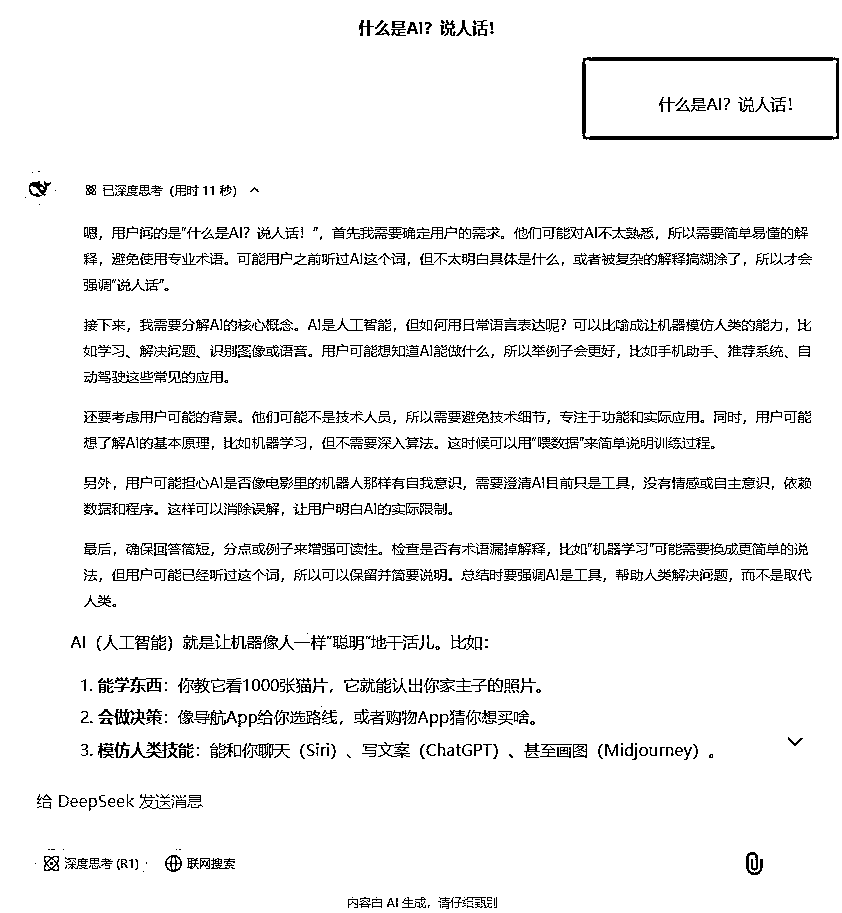 什么是AI？说人话！
什么是AI？说人话！
已深度思考（用时 11 秒）
嗯，用户问的是"什么是AI？说人话！"，首先我需要确定用户的需求。他们可能对AI不太熟悉，所以需要简单易懂的解
释，避免使用专业术语。可能用户之前听过AI这个词，但不太明白具体是什么，或者被复杂的解释搞糊涂了，所以才会
强调"说人话"。
接下来，我需要分解AI的核心概念。AI是人工智能，但如何用日常语言表达呢？可以比喻成让机器模仿人类的能力，比
如学习、解决问题、识别图像或语音。用户可能想知道AI能做什么，所以举例子会更好，比如手机助手、推荐系统、自
动驾驶这些常见的应用。
还要考虑用户可能的背景。他们可能不是技术人员，所以需要避免技术细节，专注于功能和实际应用。同时，用户可能
想了解AI的基本原理，比如机器学习，但不需要深入算法。这时候可以用"喂数据"来简单说明训练过程。
另外，用户可能担心AI是否像电影里的机器人那样有自我意识，需要澄清AI目前只是工具，没有情感或自主意识，依赖
数据和程序。这样可以消除误解，让用户明白AI的实际限制。
最后，确保回答简短，分点或例子来增强可读性。检查是否有术语漏掉解释，比如"机器学习"可能需要换成更简单的说
法，但用户可能已经听过这个词，所以可以保留并简要说明。总结时要强调AI是工具，帮助人类解决问题，而不是取代
人类。
AI（人工智能）就是让机器像人一样"聪明"地干活儿。比如：
1. 能学东西：你教它看1000张猫片，它就能认出你家主子的照片。
2. 会做决策：像导航App给你选路线，或者购物App猜你想买啥。
3. 模仿人类技能：能和你聊天（Siri）、写文案（ChatGPT）、甚至画图（Midjourney）。
给 DeepSeek 发送消息
深度思考 (R1)
联网搜索
内容由 AI 生成，请仔细甄别